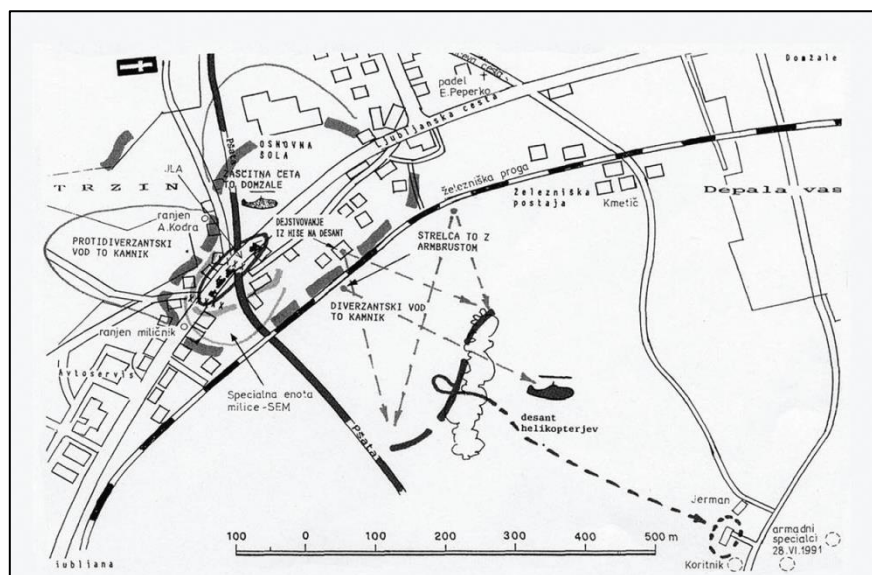 Domžale
padel
E. Peperko
Ljubljanska cesta
Pšata
OSNOVNA
ŠOLA
železniška proga
Železniška
postaja
Kmetič
Depala vas
JLA
ZAŠČITNA ČETA
TO DOMŽALE
TRZIN
ranjen
A.Kodra
DEJSTVOVANJE
IZ HIŠE NA DESANT
PROTIDIVERZANTSKI
VOD TO KAMNIK
STRELCA TO Z
ARMBRUSTOM
DIVERZANTSKI VOD
TO KAMNIK
ranjen miličnik
Avtoservis
Specialna enota
milice -SEM
Pšata
desant
helikopterjev
Jerman
armadni
specialci
28.VI.1991
Koritnik
100 0 100 200 300 400 500 m
ljubljana